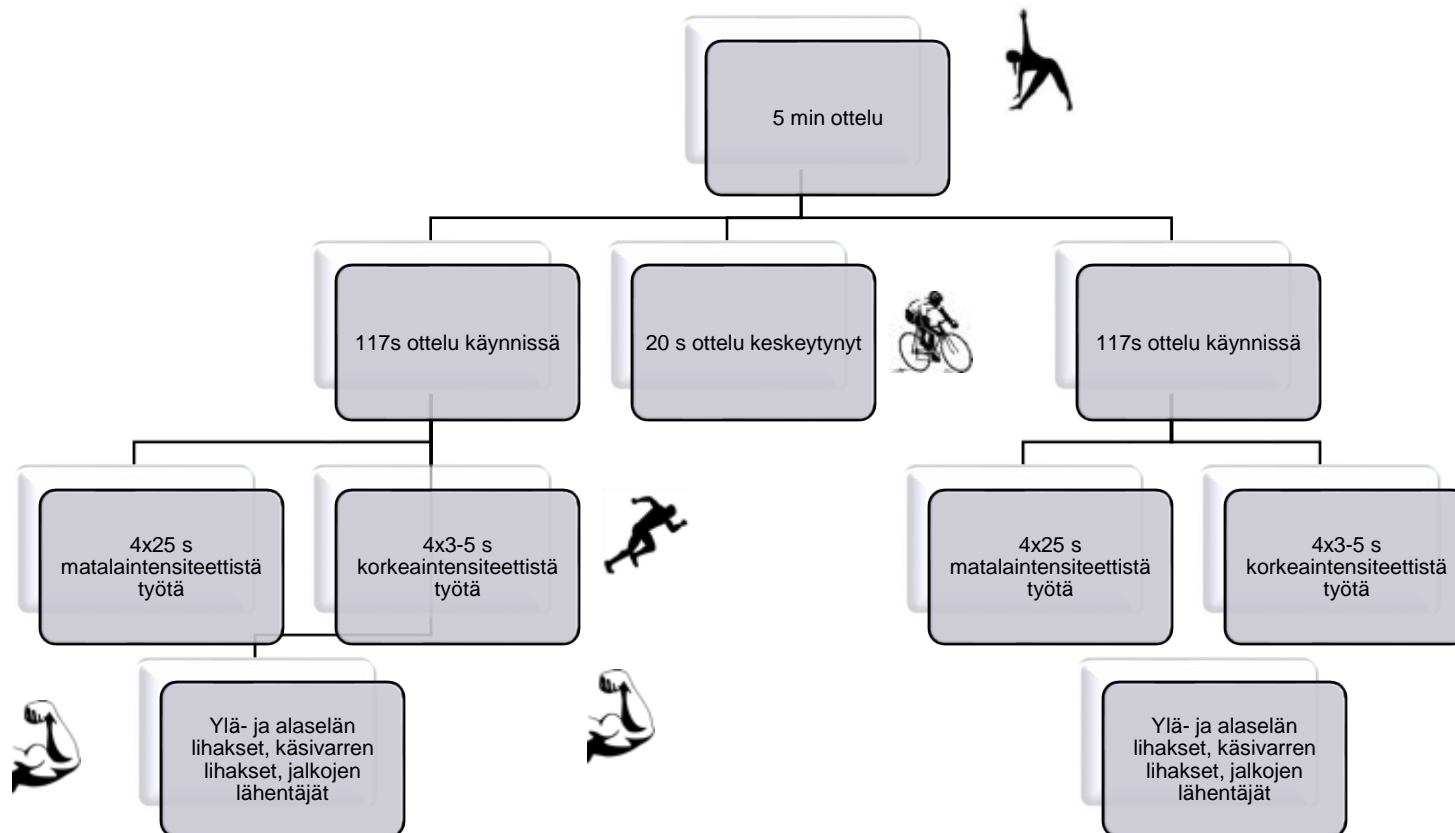 5 min ottelu
117s ottelu käynnissä
20 s ottelu keskeytynyt
117s ottelu käynnissä
4x25 s
matalaintensiteettistä
työtä
4x3-5 s
korkeaintensiteettistä
työtä
4x25 s
matalaintensiteettistä
työtä
4x3-5 s
korkeaintensiteettistä
työtä
Ylä- ja alaselän
lihakset, käsivarren
lihakset, jalkojen
lähentäjät
Ylä- ja alaselän
lihakset, käsivarren
lihakset, jalkojen
lähentäjät